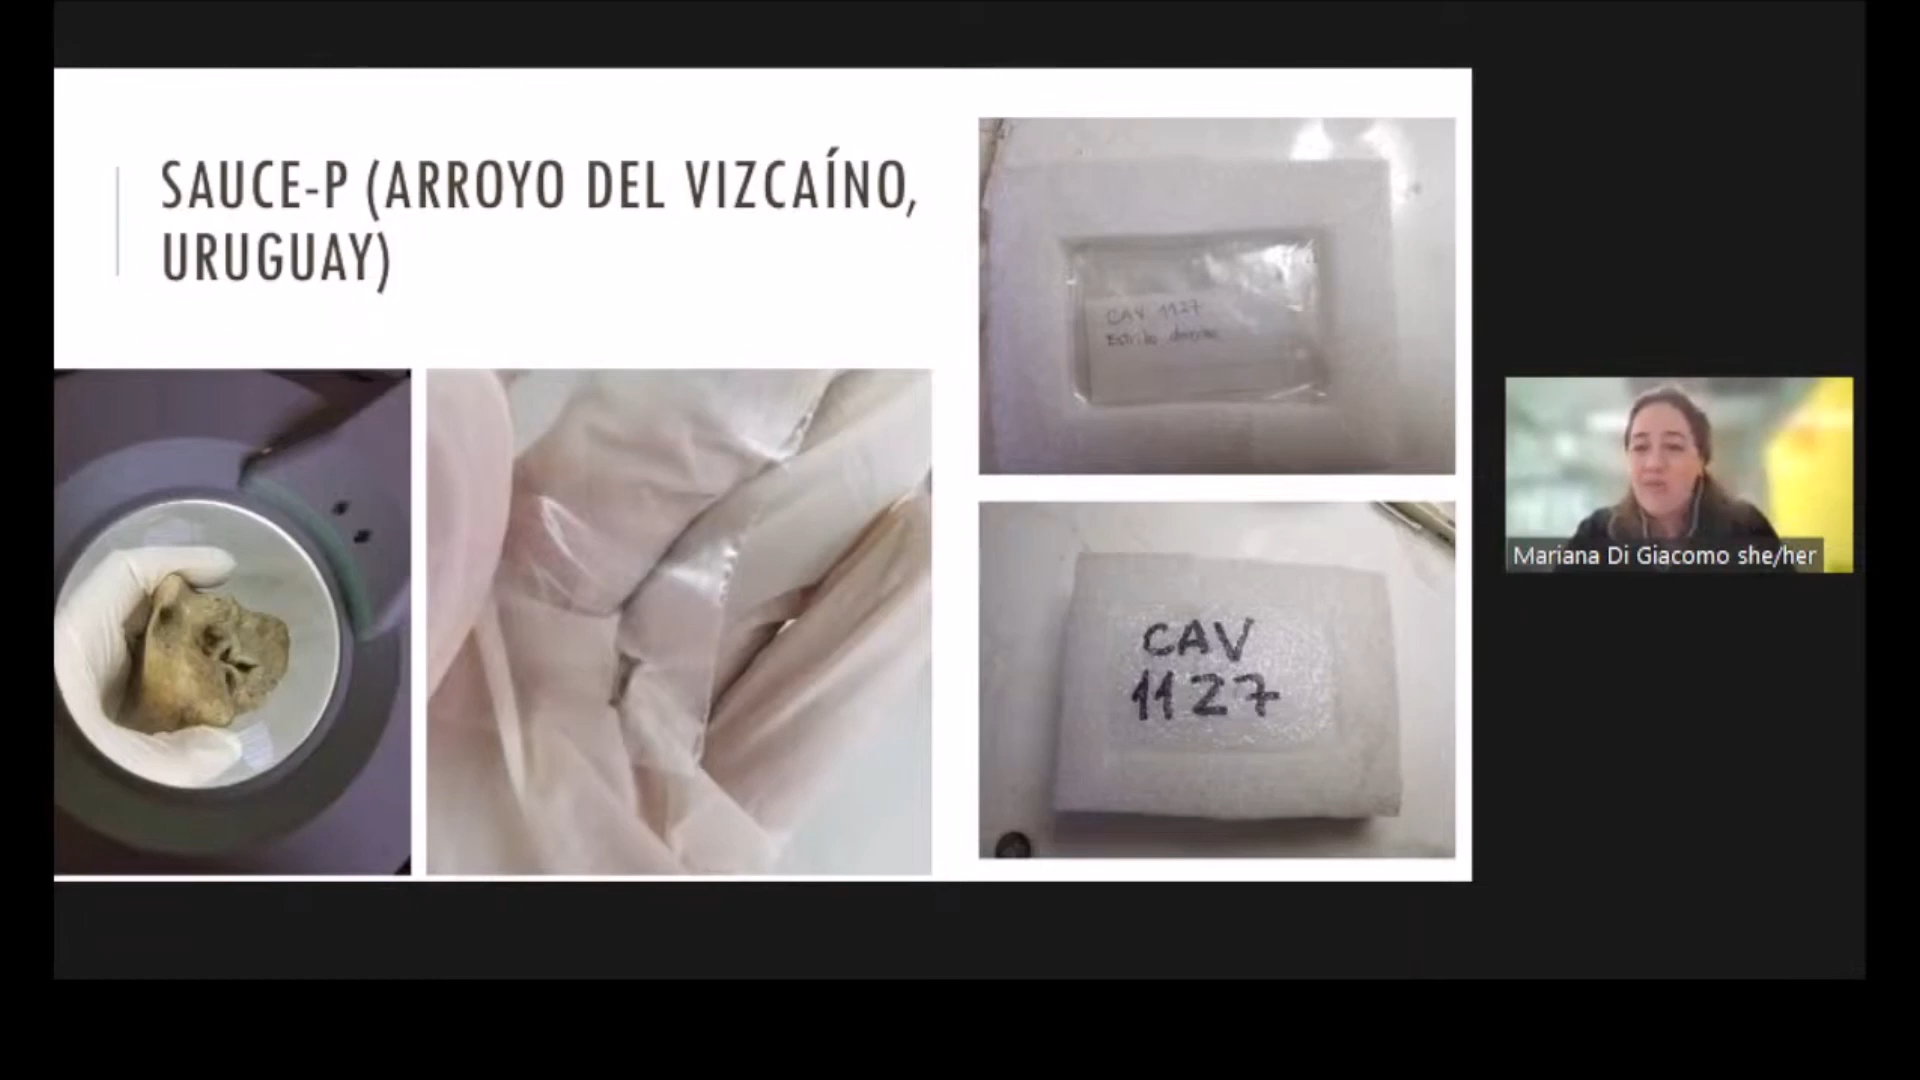 SAUCE-P (ARROYO DEL VIZCAÍNO,
URUGUAY)
CAV 1127
CAV
1127
Mariana Di Giacomo she/her